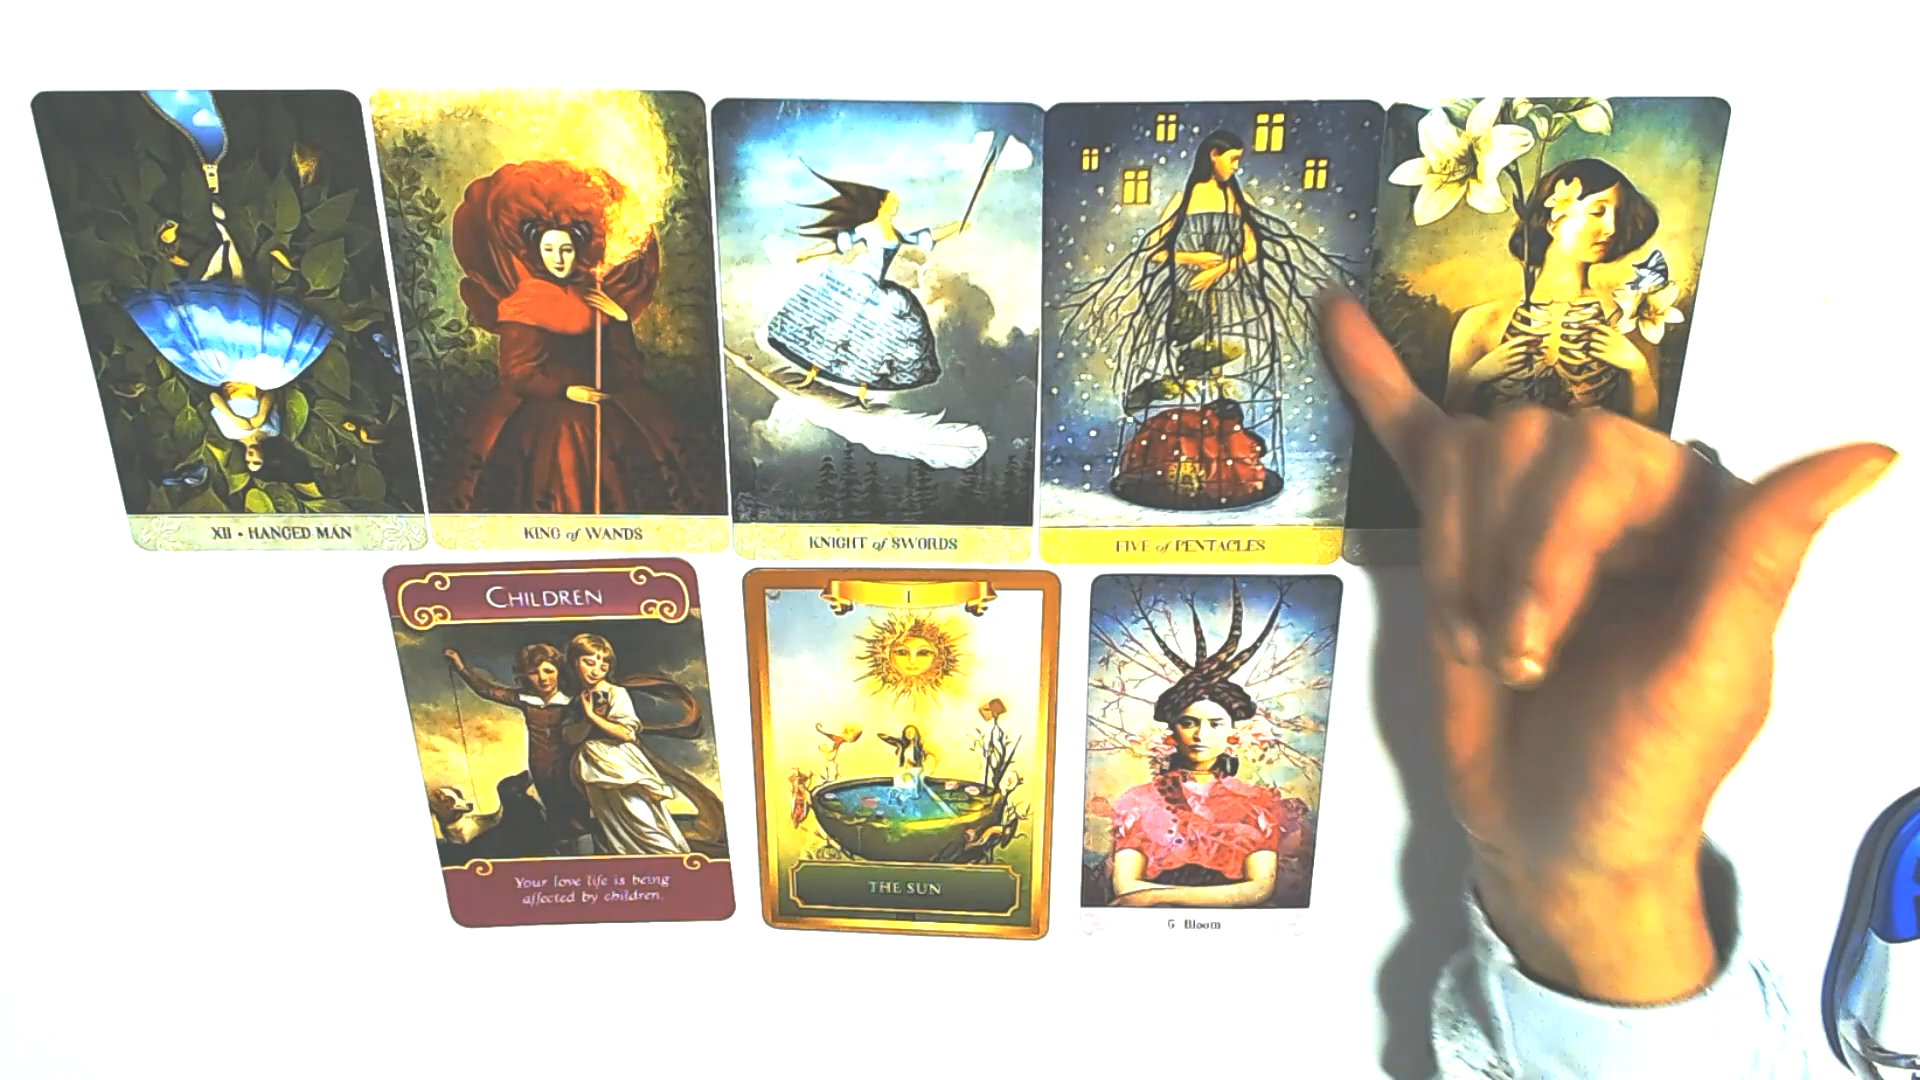 XII • HANGED MAN
KING of WANDS
KNIGHT of SWORDS
FIVE of PENTACLES
CHILDREN
Your love life is being
affected by children.
I
THE SUN
6 Bloom